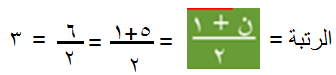 الرتبة = (ن + ١)/٢ = (٥+١)/٢ = ٦/٢ = ٣